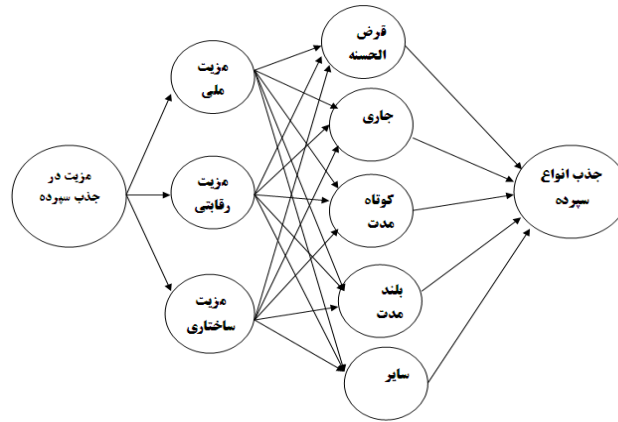 قرض
الحسنه
مزیت
ملی
جاری
مزیت در
جذب سپرده
مزیت
رقابتی
کوتاه
مدت
جذب انواع
سپرده
مزیت
ساختاری
بلند
مدت
سایر